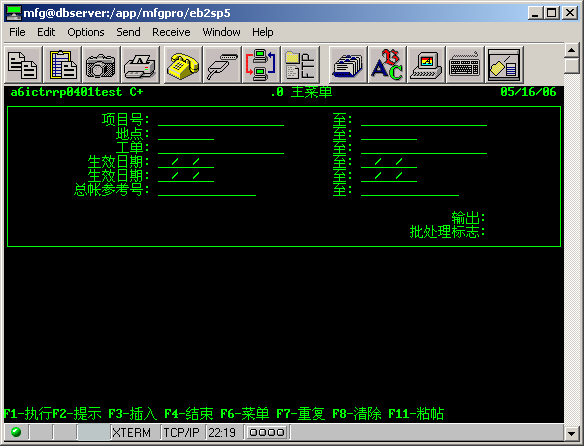 mfg@dbserver:/app/mfgpro/eb2sp5
File Edit Options Send Receive Window Help
a6ictrrp0401test C+ .0 主菜单 05/16/06
项目号: 至:
地点: 至:
工单: 至:
生效日期: / / 至: / /
生效日期: / / 至: / /
总帐参考号: 至:
输出:
批处理标志:
F1-执行F2-提示 F3-插入 F4-结束 F6-菜单 F7-重复 F8-清除 F11-粘帖
XTERM TCP/IP 22:19